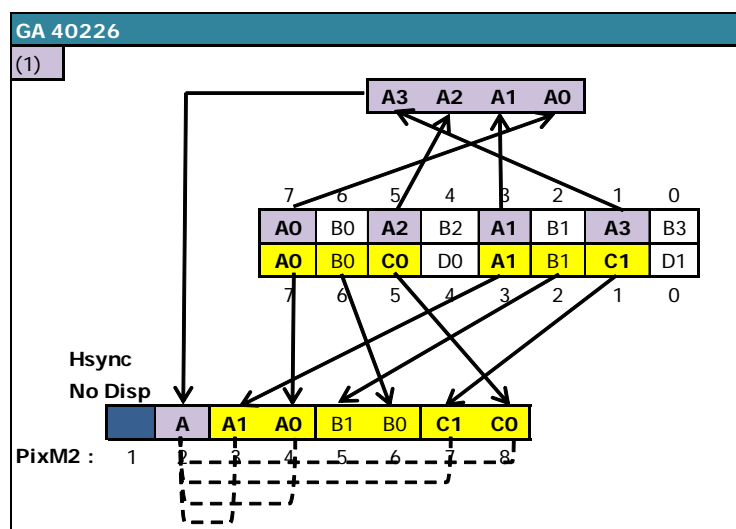 GA 40226
(1)
A3 A2 A1 A0
7 6 5 4 3 2 1 0
A0 B0 A2 B2 A1 B1 A3 B3
A0 B0 C0 D0 A1 B1 C1 D1
7 6 5 4 3 2 1 0
Hsync
No Disp
A A1 A0 B1 B0 C1 C0
PixM2 : 1 2 3 4 5 6 7 8